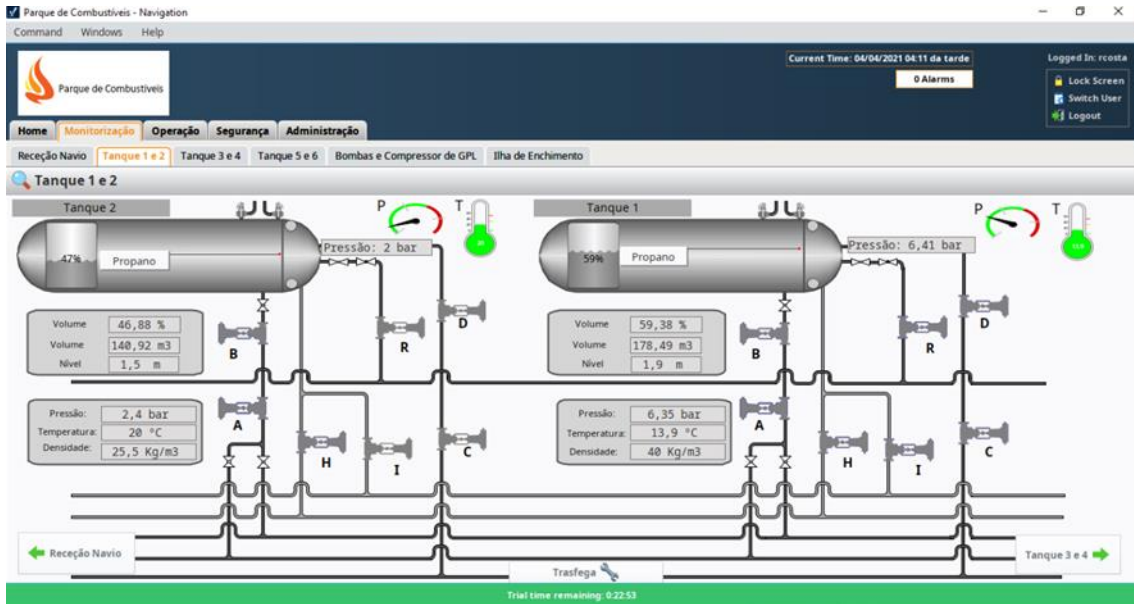 Parque de Combustíveis - Navigation
Command Windows Help
Current Time: 04/04/2021 04:11 da tarde
Logged In: rcosta
Parque de Combustíveis
0 Alarms
Lock Screen
Switch User
Logout
Home Monitorização Operação Segurança Administração
Receção Navio Tanque 1 e 2 Tanque 3 e 4 Tanque 5 e 6 Bombas e Compressor de GPL Ilha de Enchimento
Tanque 1 e 2
Tanque 2
P
T
20
Pressão: 2 bar
47%
Propano
Volume 46,88 %
Volume 140,92 m3
Nível 1,5 m
B
R
D
Pressão: 2,4 bar
Temperatura: 20 °C
Densidade: 25,5 Kg/m3
A
H
I
C
Tanque 1
P
T
13,9
Pressão: 6,41 bar
59%
Propano
Volume 59,38 %
Volume 178,49 m3
Nível 1,9 m
B
R
D
Pressão: 6,35 bar
Temperatura: 13,9 °C
Densidade: 40 Kg/m3
A
H
I
C
Receção Navio
Trasfega
Tanque 3 e 4
Trial time remaining: 0:22:53